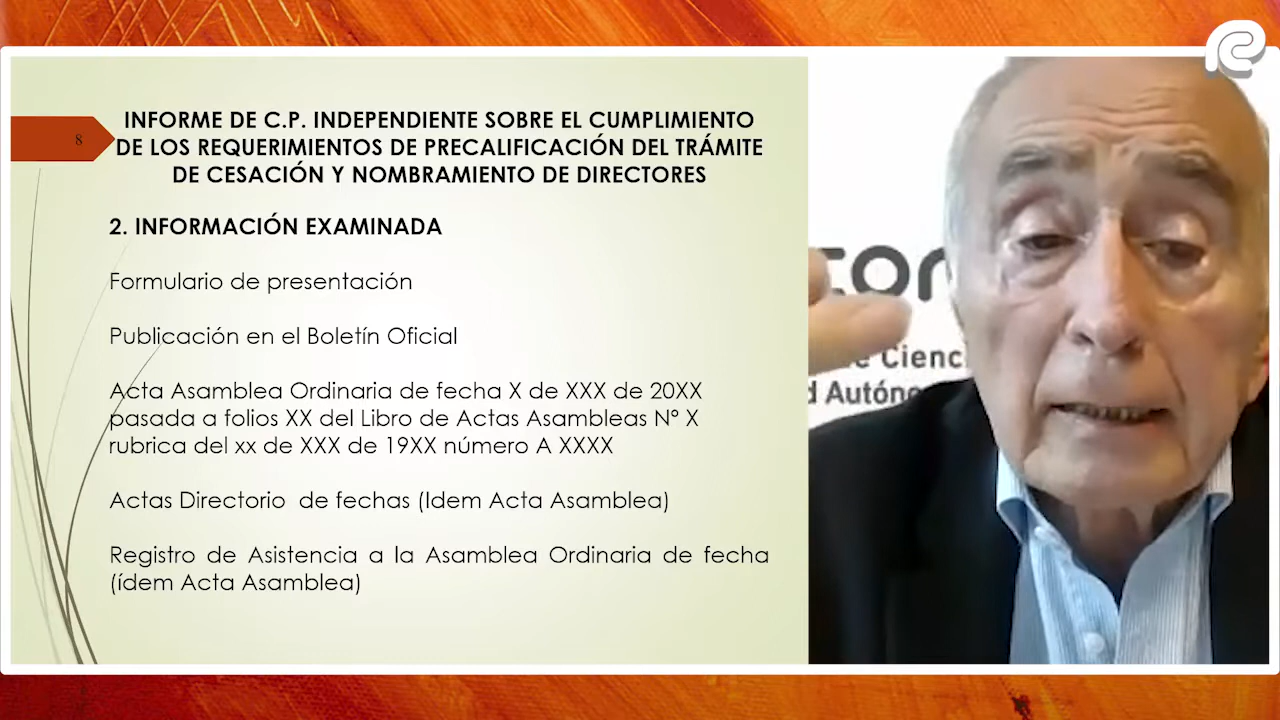 8
INFORME DE C.P. INDEPENDIENTE SOBRE EL CUMPLIMIENTO
DE LOS REQUERIMIENTOS DE PRECALIFICACIÓN DEL TRÁMITE
DE CESACIÓN Y NOMBRAMIENTO DE DIRECTORES
2. INFORMACIÓN EXAMINADA
Formulario de presentación
Publicación en el Boletín Oficial
Acta Asamblea Ordinaria de fecha X de XXX de 20XX
pasada a folios XX del Libro de Actas Asambleas N° X
rubrica del xx de XXX de 19XX número A XXXX
Actas Directorio de fechas (Idem Acta Asamblea)
Registro de Asistencia a la Asamblea Ordinaria de fecha
(ídem Acta Asamblea)